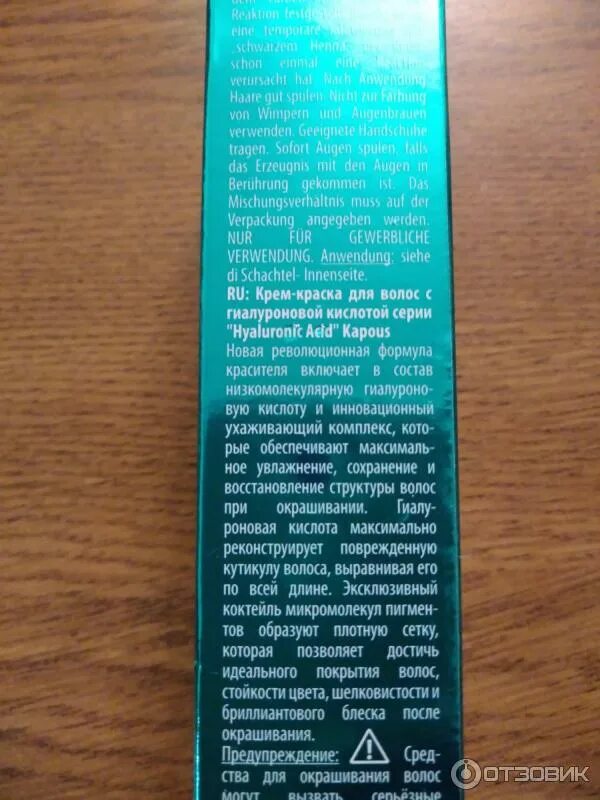 Reaktion
eine temporäre
schwarzem Henna
schon einmal eine
verursacht hat. Nach Anwendung
Haare gut spülen. Nicht zur Färbung
von Wimpern und Augenbrauen
verwenden. Geeignete Handschuhe
tragen. Sofort Augen spülen, falls
das Erzeugnis mit den Augen in
Berührung gekommen ist. Das
Mischungsverhältnis muss auf der
Verpackung angegeben werden.
NUR FÜR GEWERBLICHE
VERWENDUNG. Anwendung: siehe
di Schachtel- Innenseite.
RU: Крем-краска для волос с
гиалуроновой кислотой серии
"Hyaluronic Acid" Kapous
Новая революционная формула
красителя включает в состав
низкомолекулярную гиалуроно-
вую кислоту и инновационный
ухаживающий комплекс, кото-
рые обеспечивают максималь-
ное увлажнение, сохранение и
восстановление структуры волос
при окрашивании. Гиалу-
роновая кислота максимально
реконструирует поврежденную
кутикулу волоса, выравнивая его
по всей длине. Эксклюзивный
коктейль микромолекул пигмен-
тов образуют плотную сетку,
которая позволяет достичь
идеального покрытия волос,
стойкости цвета, шелковистости и
бриллиантового блеска после
окрашивания.
Предупреждение: Сред-
ства для окрашивания волос
могут вызвать серьёзные
ОТЗОВИК